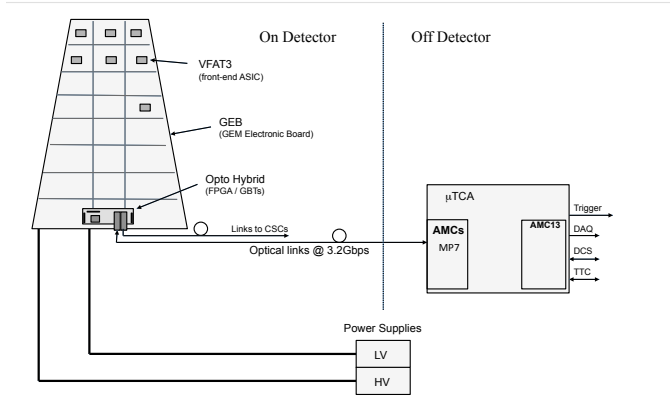 On Detector
Off Detector
VFAT3
(front-end ASIC)
GEB
(GEM Electronic Board)
Opto Hybrid
(FPGA / GBTs)
Links to CSCs
Optical links @ 3.2Gbps
μTCA
AMCs
MP7
AMC13
Trigger
DAQ
DCS
TTC
Power Supplies
LV
HV